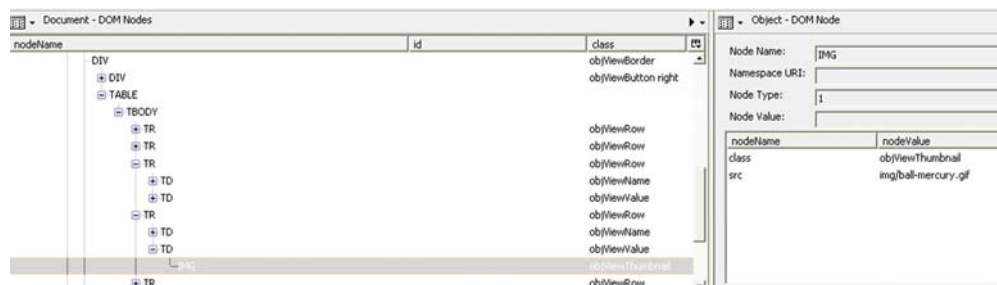 Document - DOM Nodes
nodeName id class
DIV objViewBorder
DIV objViewButton right
TABLE
TBODY
TR objViewRow
TR objViewRow
TR objViewRow
TD objViewName
TD objViewValue
TR objViewRow
TD objViewName
TD objViewValue
IMG objViewThumbnail
TR objViewRow
Object - DOM Node
Node Name: IMG
Namespace URI:
Node Type: 1
Node Value:
nodeName nodeValue
class objViewThumbnail
src img/ball-mercury.gif